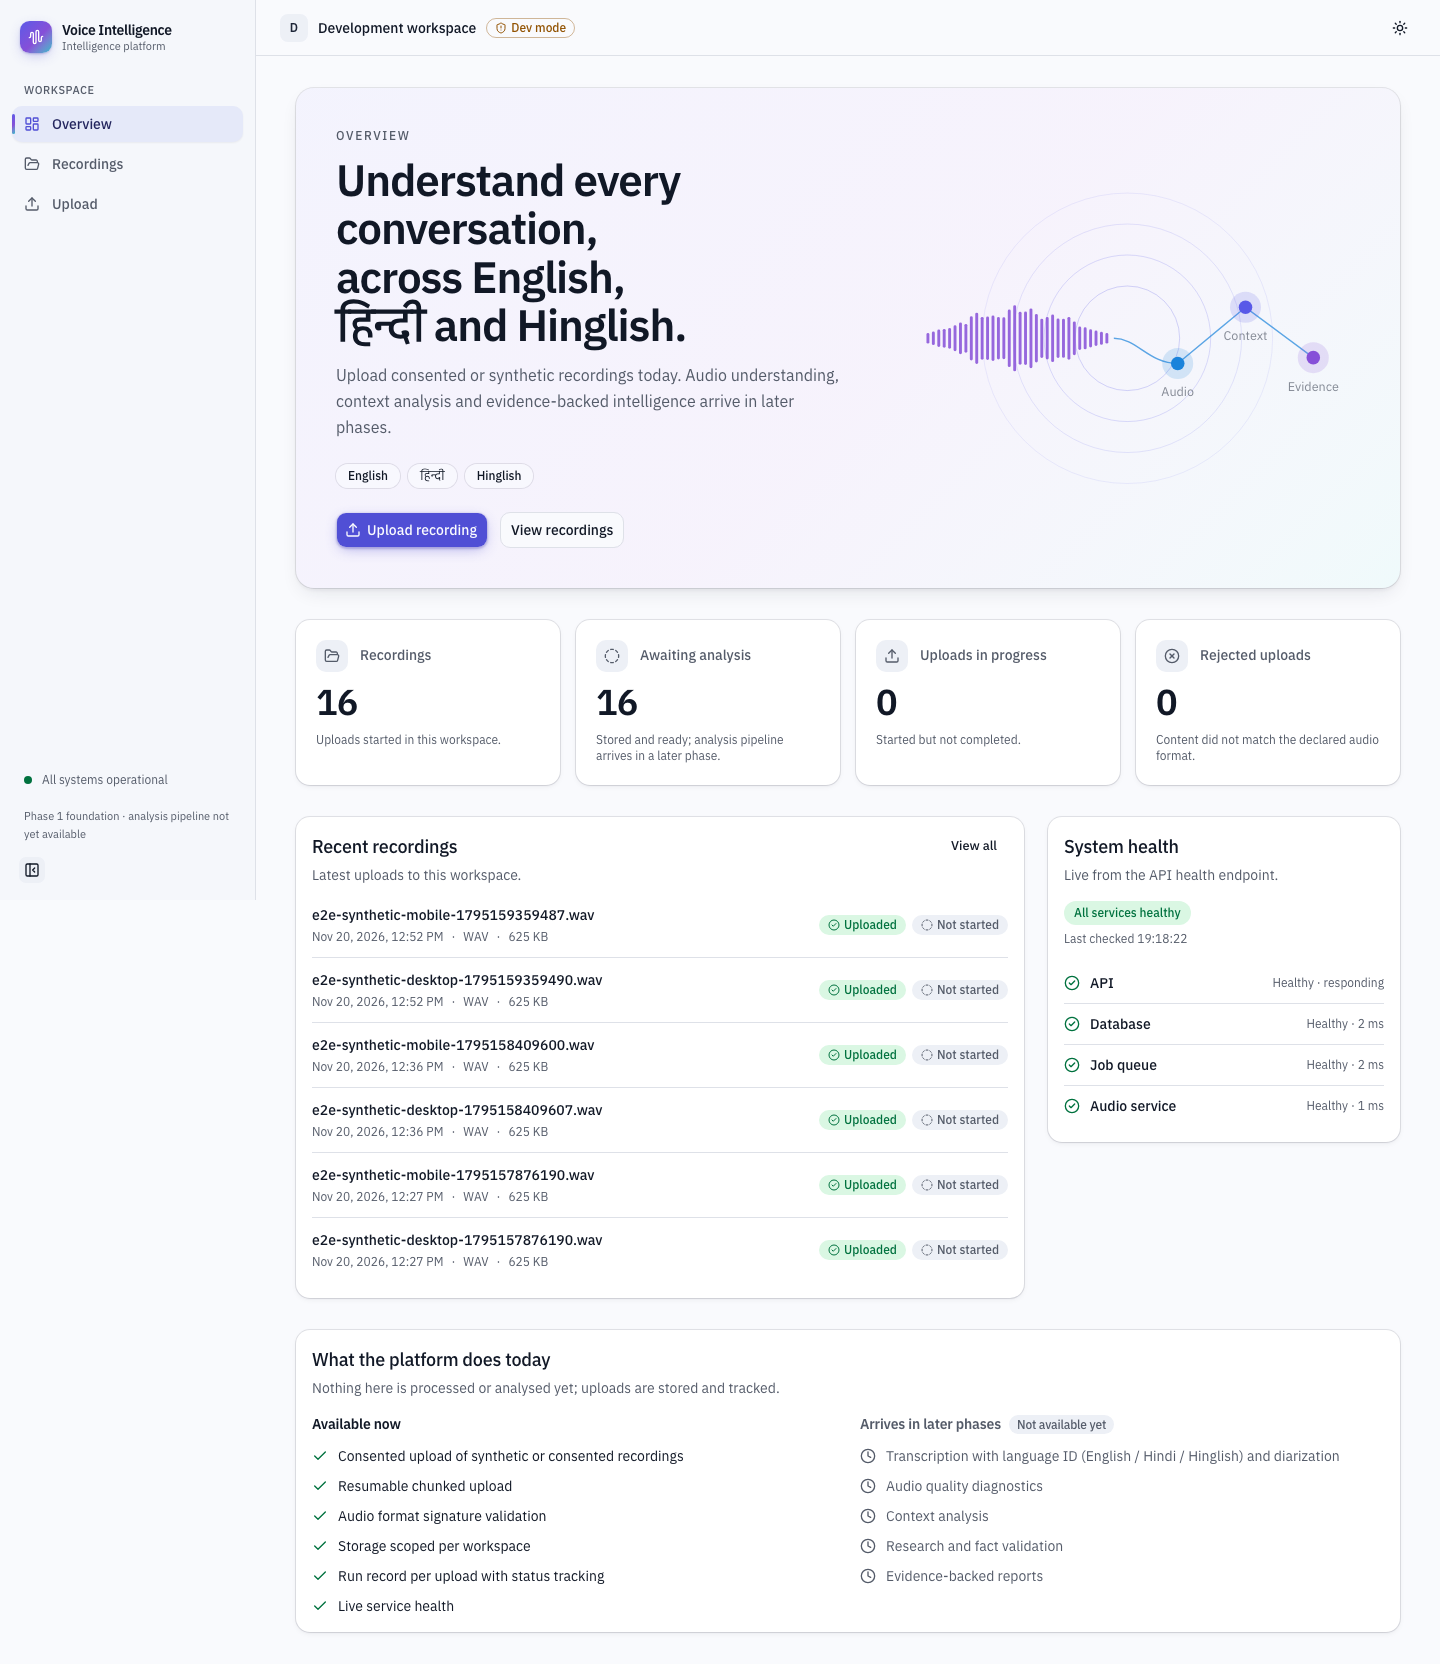 Voice Intelligence
Intelligence platform
WORKSPACE
Overview
Recordings
Upload
All systems operational
Phase 1 foundation · analysis pipeline not
yet available
D Development workspace Dev mode
OVERVIEW
Understand every
conversation,
across English,
हिन्दी and Hinglish.
Upload consented or synthetic recordings today. Audio understanding,
context analysis and evidence-backed intelligence arrive in later
phases.
English हिन्दी Hinglish
Upload recording View recordings
Context
Audio
Evidence
Recordings
16
Uploads started in this workspace.
Awaiting analysis
16
Stored and ready; analysis pipeline
arrives in a later phase.
Uploads in progress
0
Started but not completed.
Rejected uploads
0
Content did not match the declared audio
format.
Recent recordings View all
Latest uploads to this workspace.
e2e-synthetic-mobile-1795159359487.wav
Nov 20, 2026, 12:52 PM · WAV · 625 KB
Uploaded Not started
e2e-synthetic-desktop-1795159359490.wav
Nov 20, 2026, 12:52 PM · WAV · 625 KB
Uploaded Not started
e2e-synthetic-mobile-1795158409600.wav
Nov 20, 2026, 12:36 PM · WAV · 625 KB
Uploaded Not started
e2e-synthetic-desktop-1795158409607.wav
Nov 20, 2026, 12:36 PM · WAV · 625 KB
Uploaded Not started
e2e-synthetic-mobile-1795157876190.wav
Nov 20, 2026, 12:27 PM · WAV · 625 KB
Uploaded Not started
e2e-synthetic-desktop-1795157876190.wav
Nov 20, 2026, 12:27 PM · WAV · 625 KB
Uploaded Not started
System health
Live from the API health endpoint.
All services healthy
Last checked 19:18:22
API Healthy · responding
Database Healthy · 2 ms
Job queue Healthy · 2 ms
Audio service Healthy · 1 ms
What the platform does today
Nothing here is processed or analysed yet; uploads are stored and tracked.
Available now
Consented upload of synthetic or consented recordings
Resumable chunked upload
Audio format signature validation
Storage scoped per workspace
Run record per upload with status tracking
Live service health
Arrives in later phases Not available yet
Transcription with language ID (English / Hindi / Hinglish) and diarization
Audio quality diagnostics
Context analysis
Research and fact validation
Evidence-backed reports